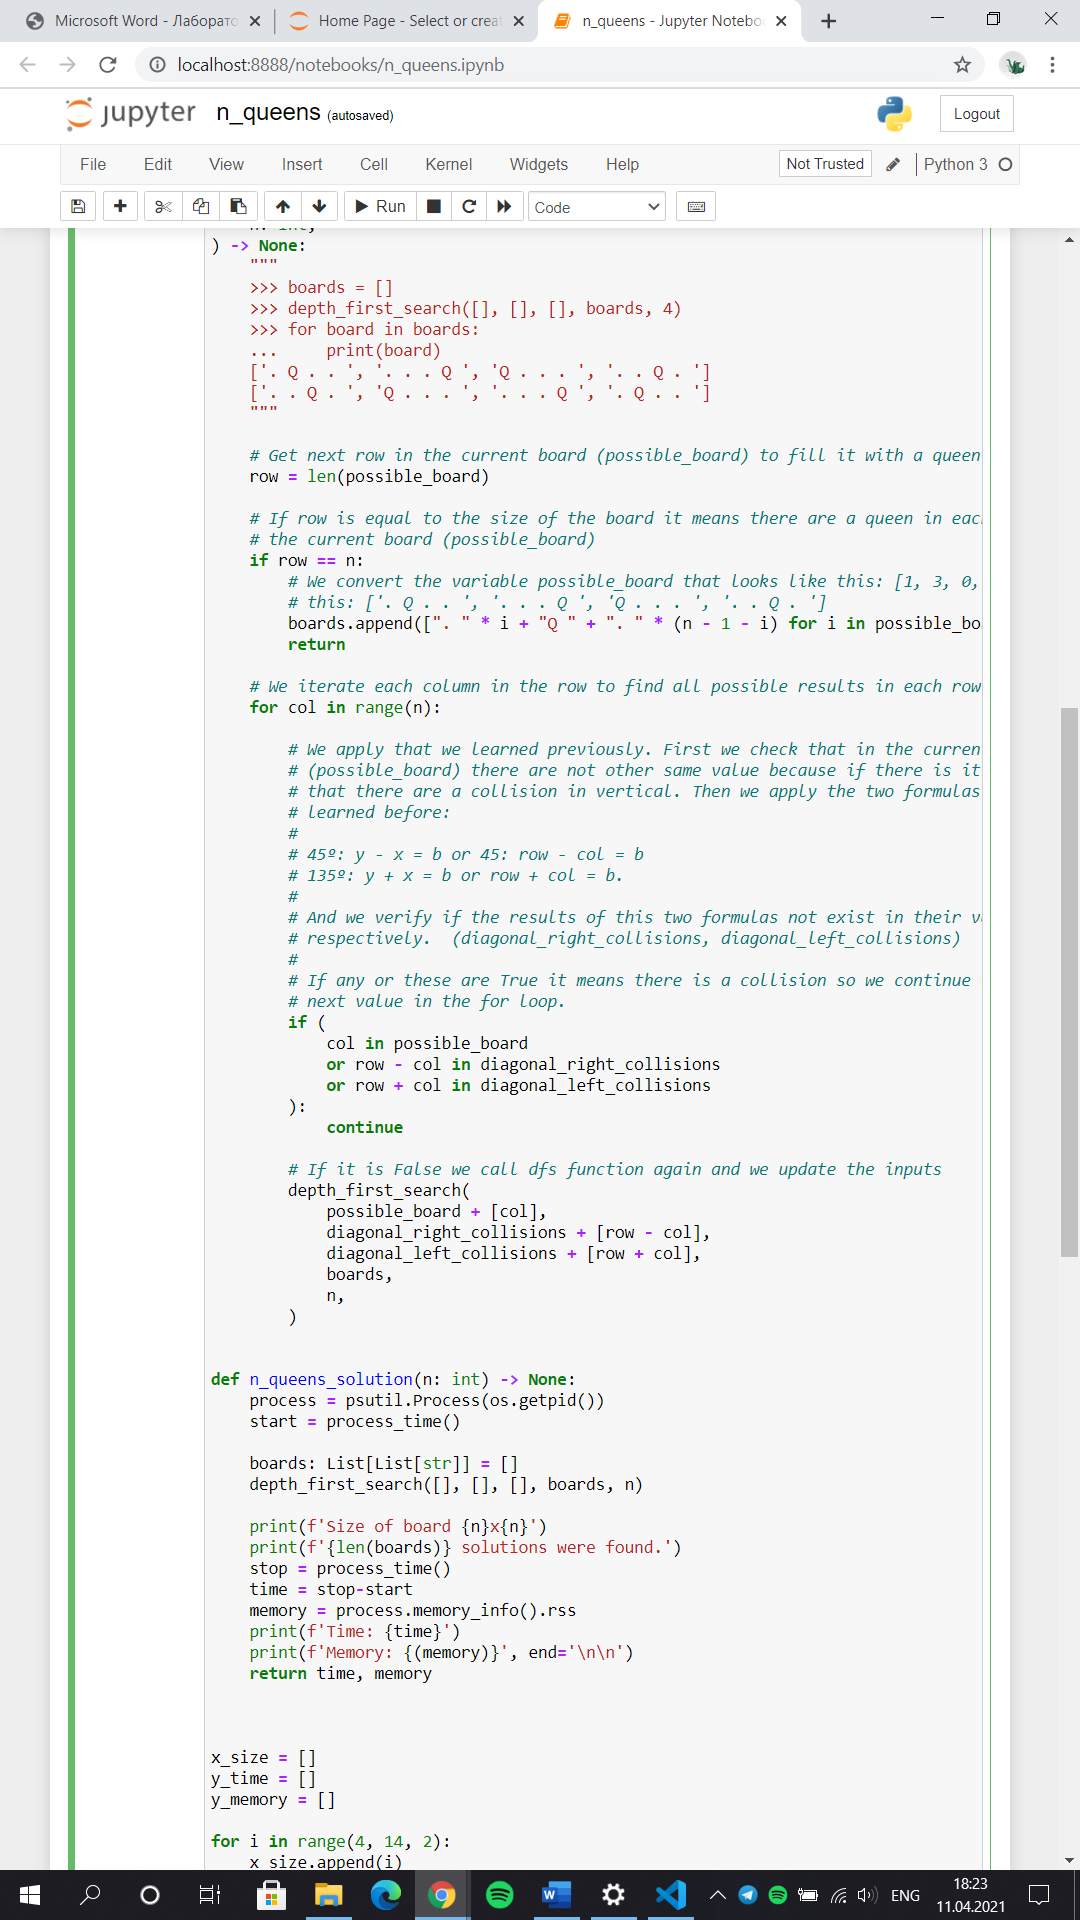 Microsoft Word - Лаборато
Home Page - Select or creat
n_queens - Jupyter Notebo
localhost:8888/notebooks/n_queens.ipynb
jupyter n_queens (autosaved)
Logout
File Edit View Insert Cell Kernel Widgets Help
Not Trusted
Python 3
Run
Code
n: int,
) -> None:
"""
>>> boards = []
>>> depth_first_search([], [], [], boards, 4)
>>> for board in boards:
...     print(board)
['. Q . . ', '. . . Q ', 'Q . . . ', '. . Q . ']
['. . Q . ', 'Q . . . ', '. . . Q ', '. Q . . ']
"""
# Get next row in the current board (possible_board) to fill it with a queen
row = len(possible_board)
# If row is equal to the size of the board it means there are a queen in eac
# the current board (possible_board)
if row == n:
# We convert the variable possible_board that looks like this: [1, 3, 0,
# this: ['. Q . . ', '. . . Q ', 'Q . . . ', '. . Q . ']
boards.append([". " * i + "Q " + ". " * (n - 1 - i) for i in possible_bo
return
# We iterate each column in the row to find all possible results in each row
for col in range(n):
# We apply that we learned previously. First we check that in the curren
# (possible_board) there are not other same value because if there is it
# that there are a collision in vertical. Then we apply the two formulas
# learned before:
#
# 45º: y - x = b or 45: row - col = b
# 135º: y + x = b or row + col = b.
#
# And we verify if the results of this two formulas not exist in their v
# respectively.  (diagonal_right_collisions, diagonal_left_collisions)
#
# If any or these are True it means there is a collision so we continue
# next value in the for loop.
if (
col in possible_board
or row - col in diagonal_right_collisions
or row + col in diagonal_left_collisions
):
continue
# If it is False we call dfs function again and we update the inputs
depth_first_search(
possible_board + [col],
diagonal_right_collisions + [row - col],
diagonal_left_collisions + [row + col],
boards,
n,
)
def n_queens_solution(n: int) -> None:
process = psutil.Process(os.getpid())
start = process_time()
boards: List[List[str]] = []
depth_first_search([], [], [], boards, n)
print(f'Size of board {n}x{n}')
print(f'{len(boards)} solutions were found.')
stop = process_time()
time = stop-start
memory = process.memory_info().rss
print(f'Time: {time}')
print(f'Memory: {(memory)}', end='\n\n')
return time, memory
x_size = []
y_time = []
y_memory = []
for i in range(4, 14, 2):
x_size.append(i)
ENG
18:23
11.04.2021